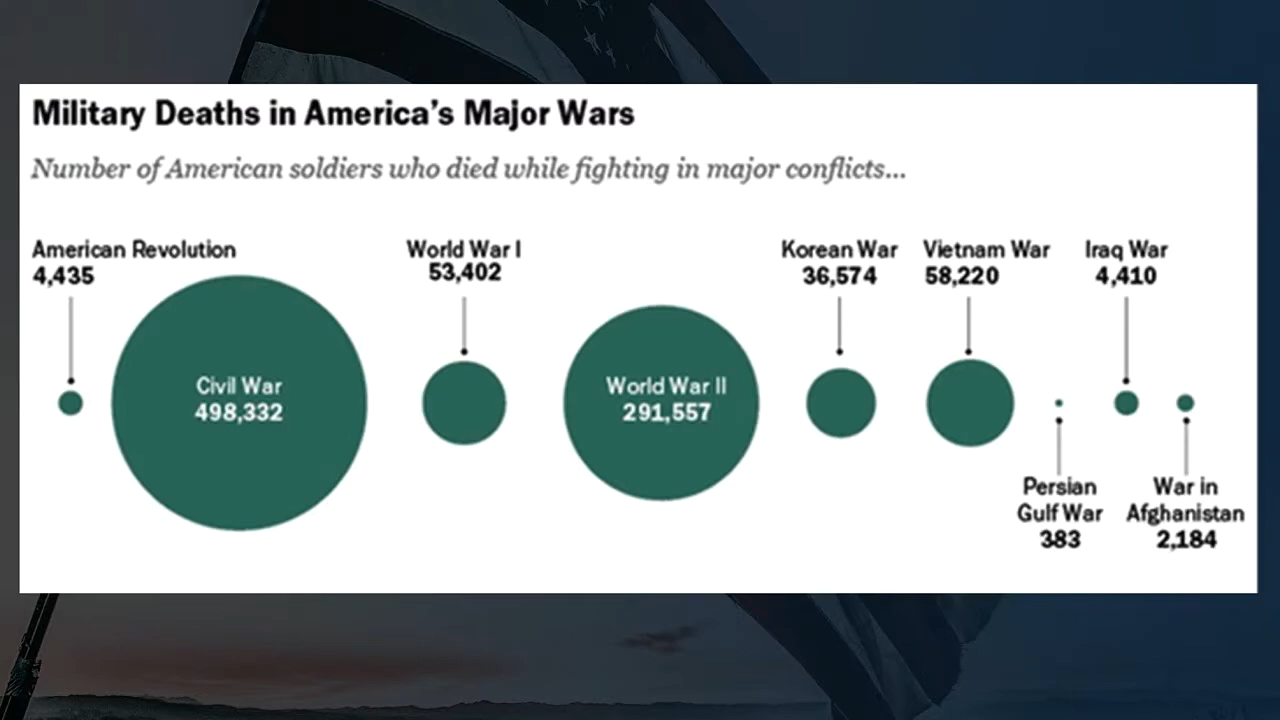 Military Deaths in America's Major Wars
Number of American soldiers who died while fighting in major conflicts...
American Revolution
4,435
Civil War
498,332
World War I
53,402
World War II
291,557
Korean War
36,574
Vietnam War
58,220
Persian
Gulf War
383
Iraq War
4,410
War in
Afghanistan
2,184